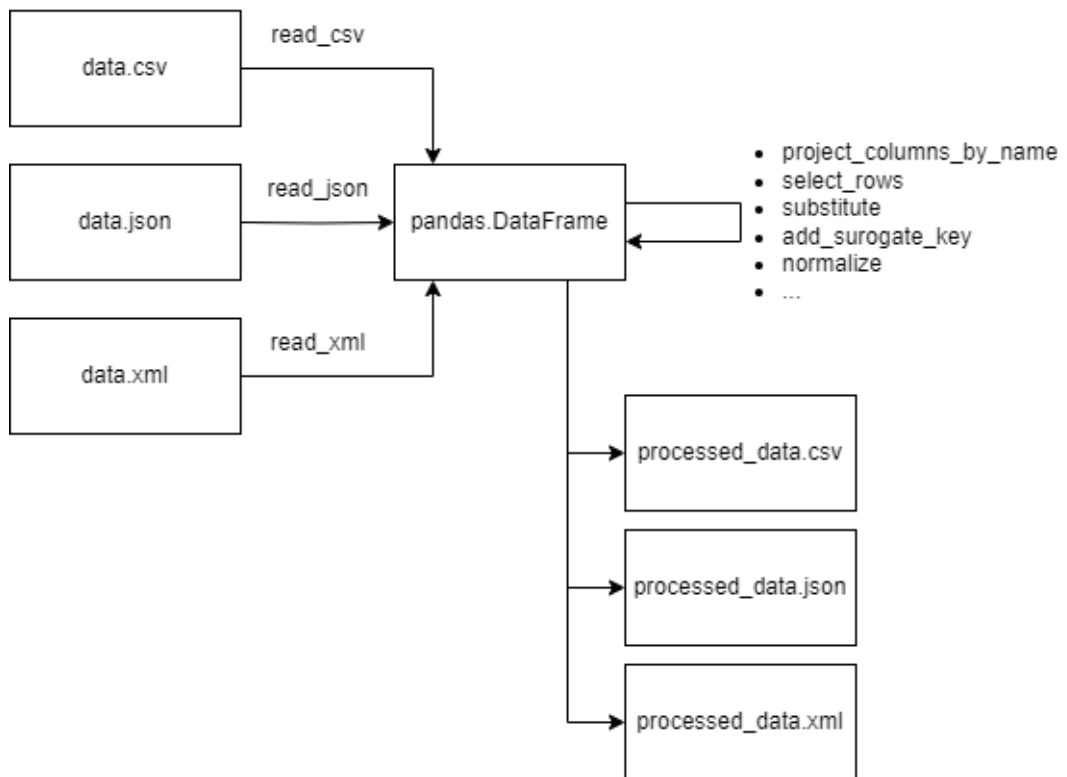 data.csv
read_csv
data.json
read_json
data.xml
read_xml
pandas.DataFrame
• project_columns_by_name
• select_rows
• substitute
• add_surogate_key
• normalize
• ...
processed_data.csv
processed_data.json
processed_data.xml